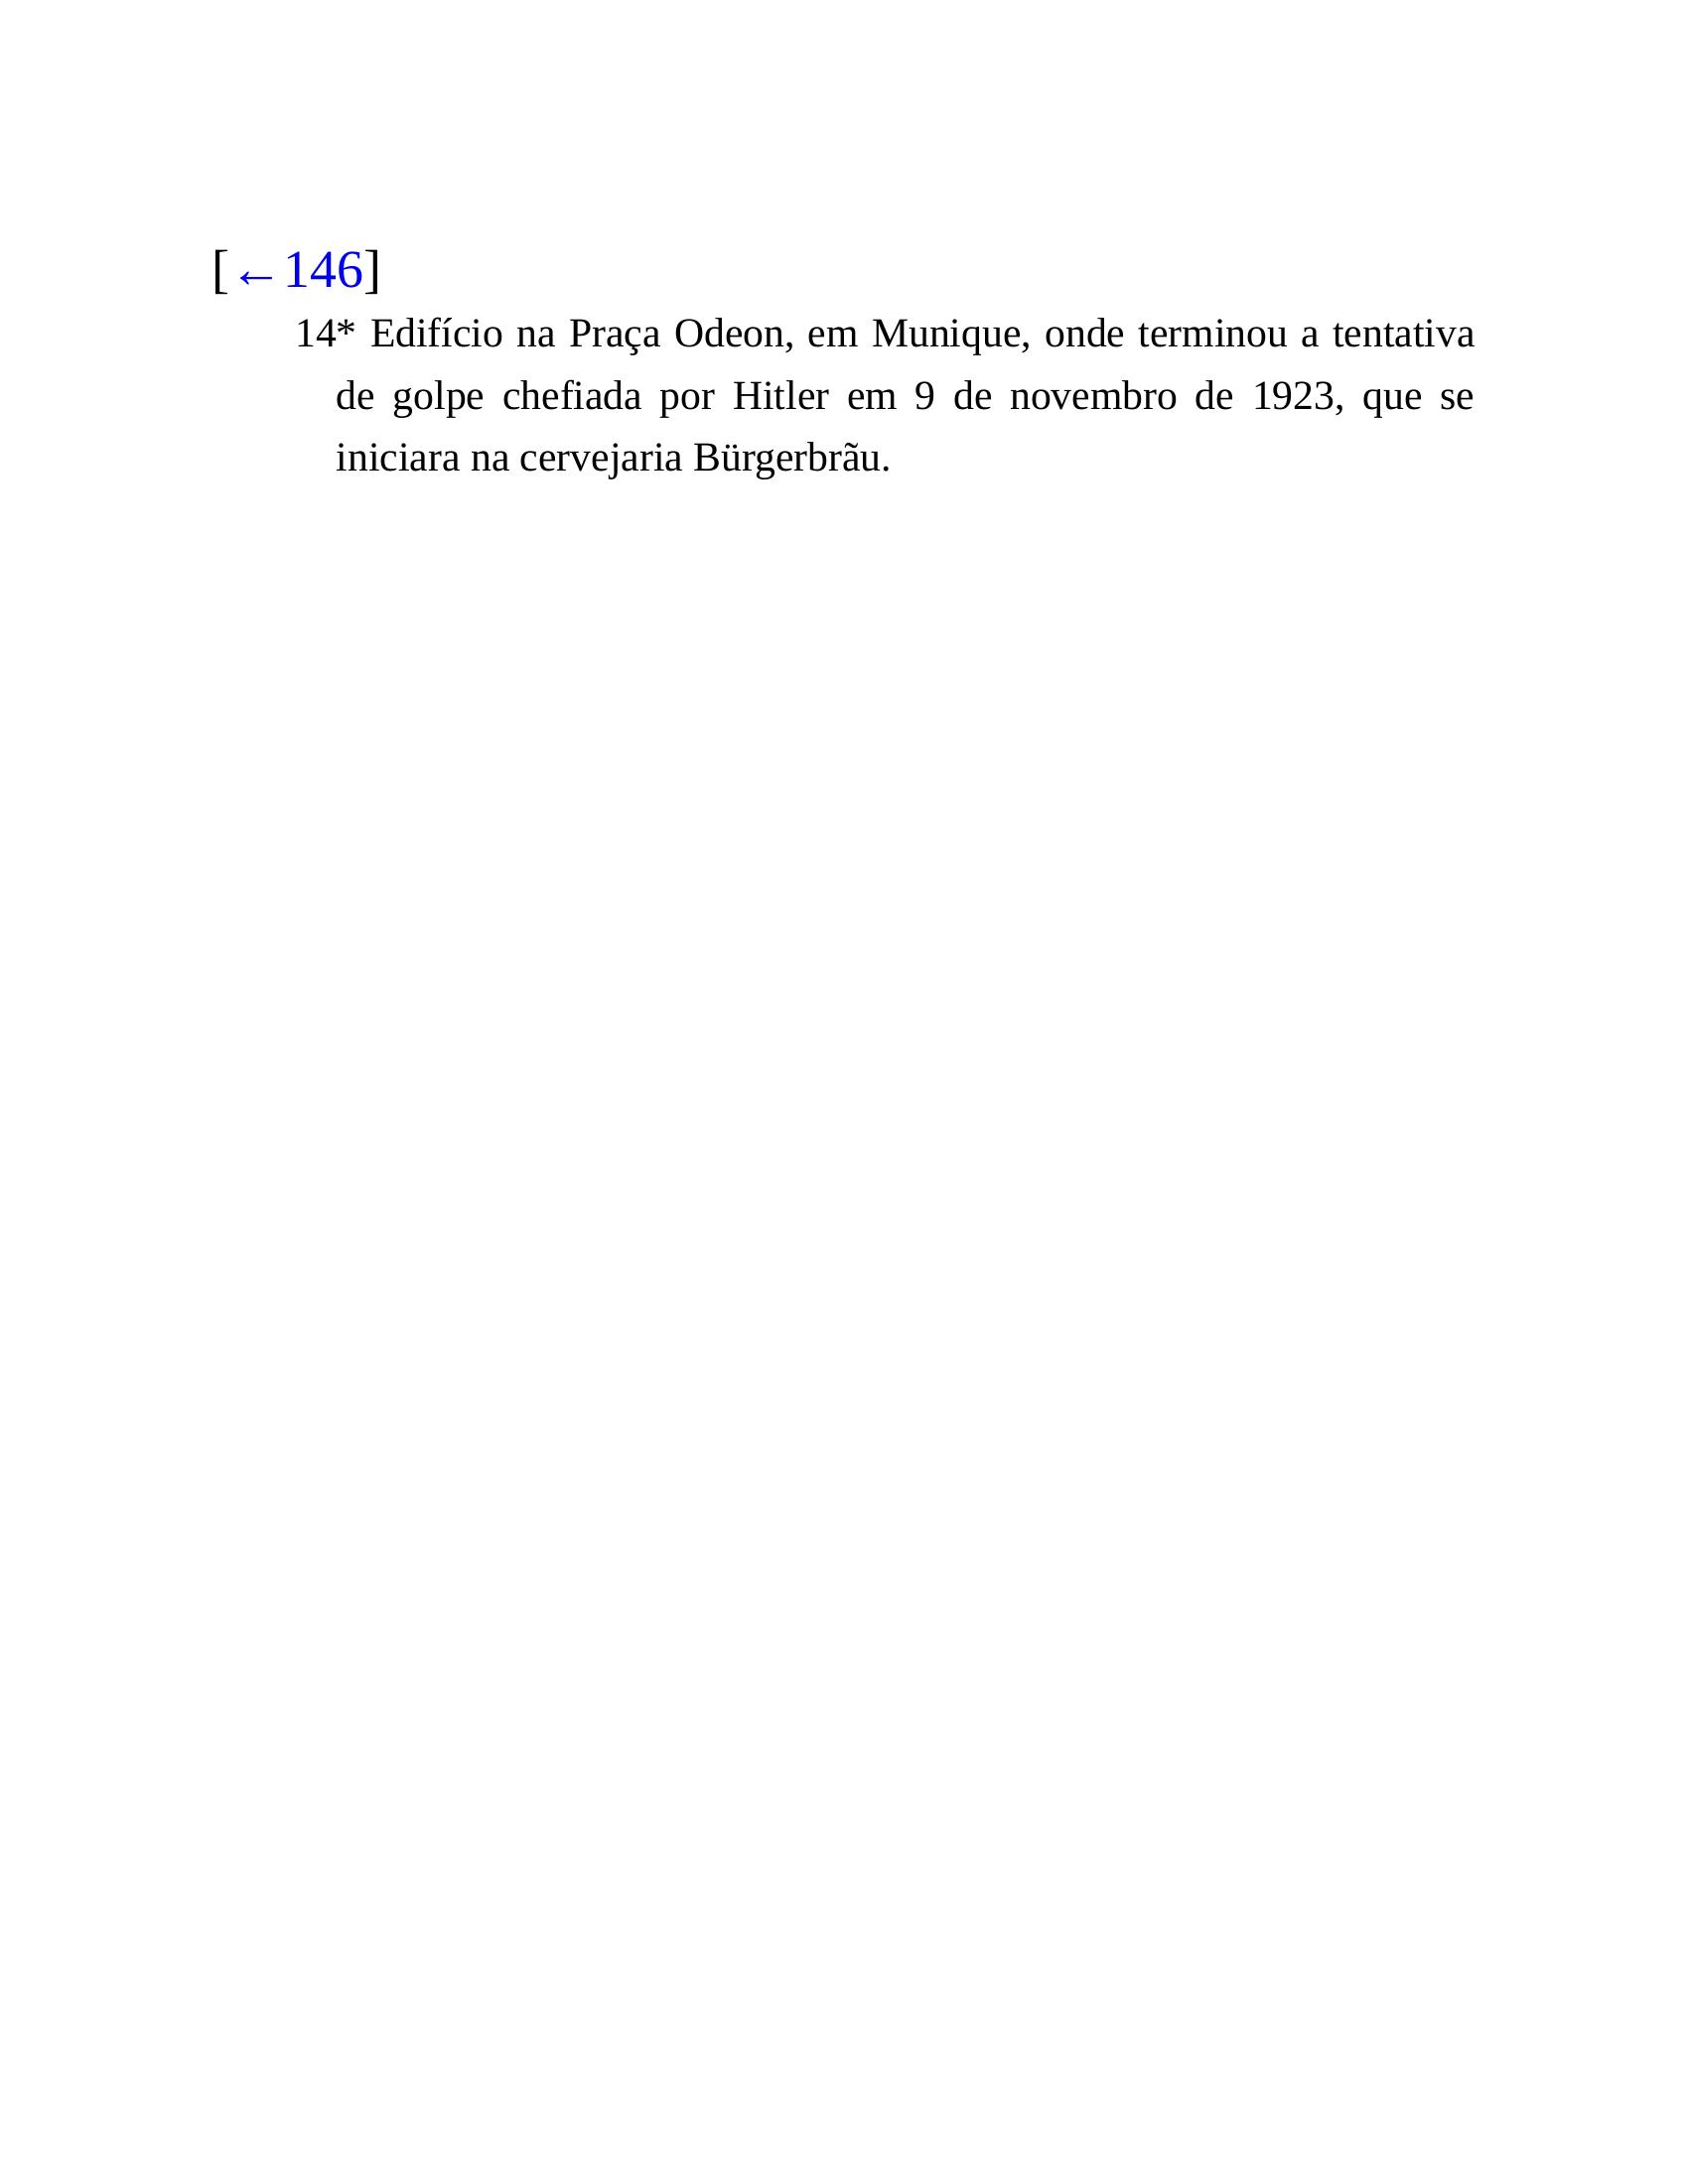 [←146]
14* Edifício na Praça Odeon, em Munique, onde terminou a tentativa
de golpe chefiada por Hitler em 9 de novembro de 1923, que se
iniciara na cervejaria Bürgerbrãu.